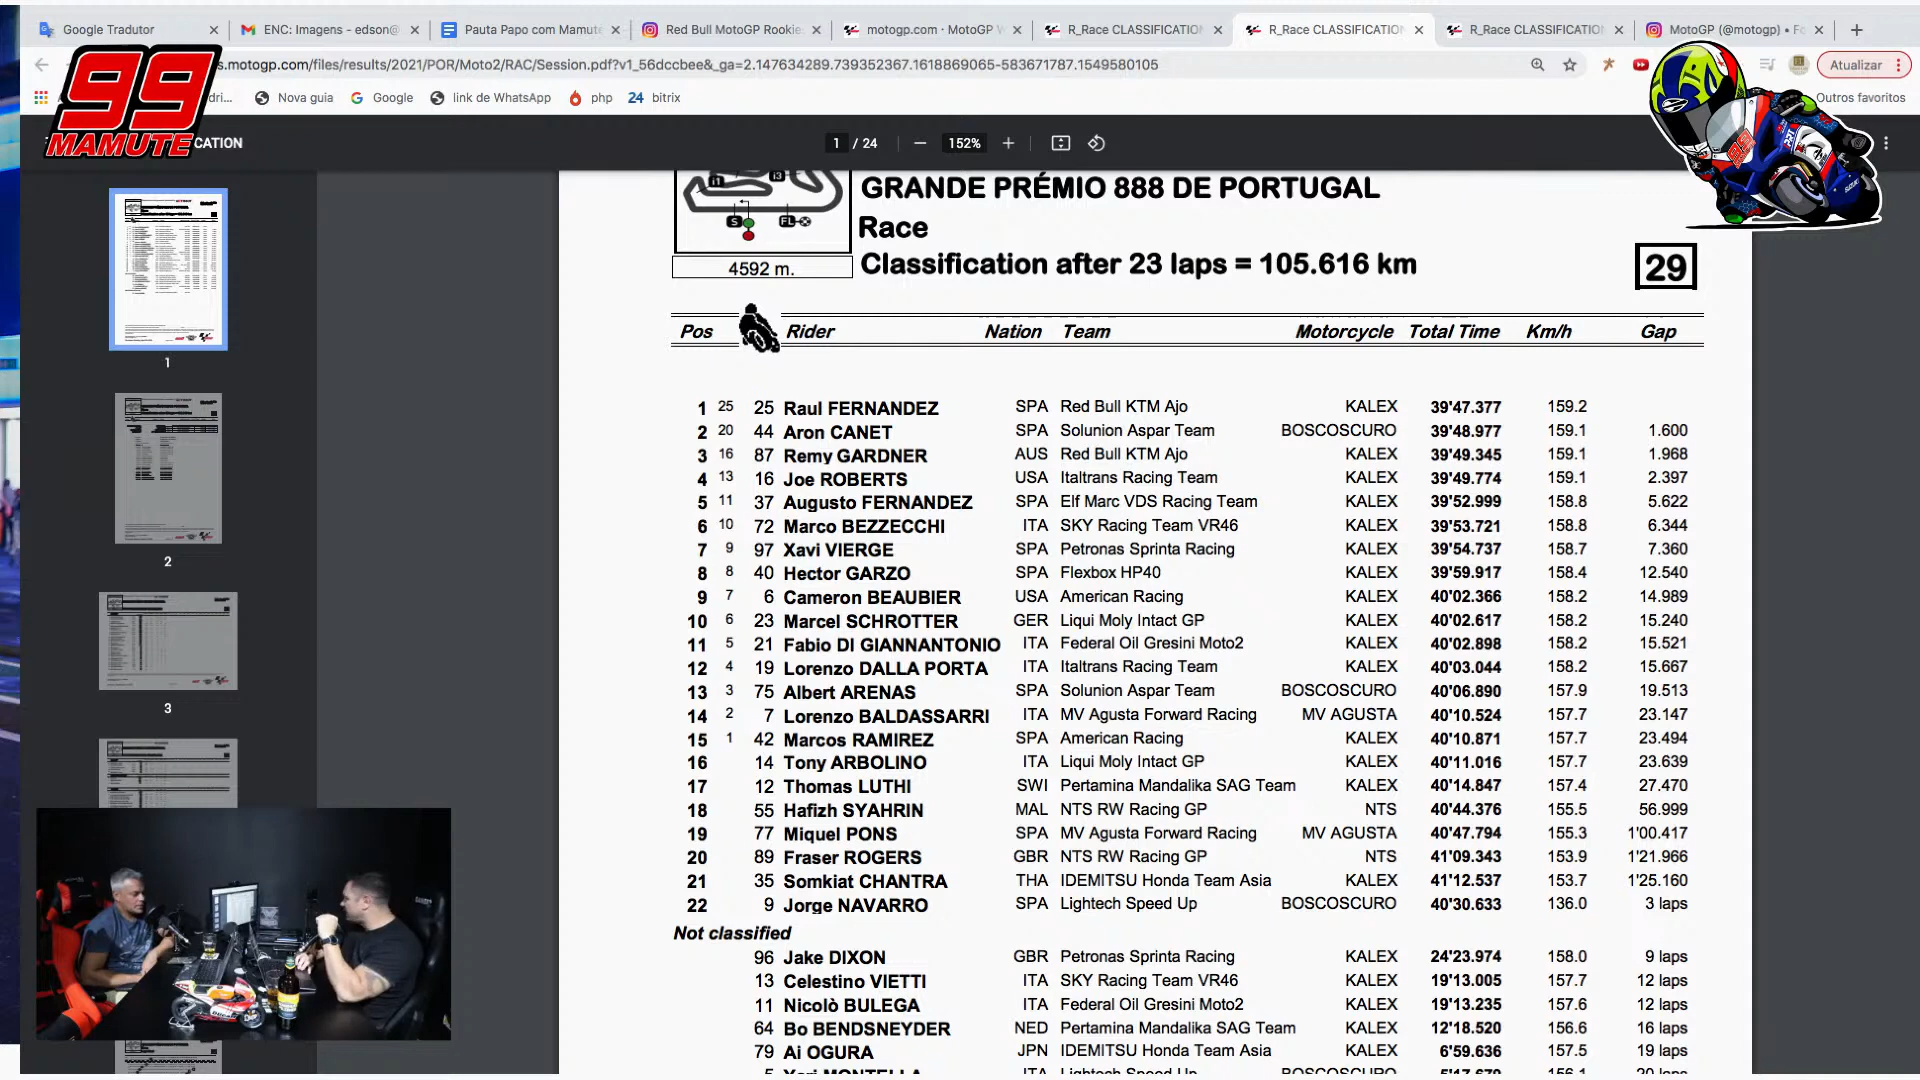 Google Tradutor
ENC: Imagens - edson@
Pauta Papo com Mamute
Red Bull MotoGP Rookie
motogp.com · MotoGP W
R_Race CLASSIFICATION
R_Race CLASSIFICATION
R_Race CLASSIFICATION
MotoGP (@motogp) • Fo
s.motogp.com/files/results/2021/POR/Moto2/RAC/Session.pdf?v1_56dccbee&_ga=2.147634289.739352367.1618869065-583671787.1549580105
Atualizar
99
MAMUTE
dri...
Nova guia
Google
link de WhatsApp
php
24 bitrix
Outros favoritos
CATION
1 / 24
152%
i1
i3
S
FL
4592 m.
GRANDE PRÉMIO 888 DE PORTUGAL
Race
Classification after 23 laps = 105.616 km
29
Pos Rider Nation Team Motorcycle Total Time Km/h Gap
1 25 25 Raul FERNANDEZ SPA Red Bull KTM Ajo KALEX 39'47.377 159.2
2 20 44 Aron CANET SPA Solunion Aspar Team BOSCOSCURO 39'48.977 159.1 1.600
3 16 87 Remy GARDNER AUS Red Bull KTM Ajo KALEX 39'49.345 159.1 1.968
4 13 16 Joe ROBERTS USA Italtrans Racing Team KALEX 39'49.774 159.1 2.397
5 11 37 Augusto FERNANDEZ SPA Elf Marc VDS Racing Team KALEX 39'52.999 158.8 5.622
6 10 72 Marco BEZZECCHI ITA SKY Racing Team VR46 KALEX 39'53.721 158.8 6.344
7 9 97 Xavi VIERGE SPA Petronas Sprinta Racing KALEX 39'54.737 158.7 7.360
8 8 40 Hector GARZO SPA Flexbox HP40 KALEX 39'59.917 158.4 12.540
9 7 6 Cameron BEAUBIER USA American Racing KALEX 40'02.366 158.2 14.989
10 6 23 Marcel SCHROTTER GER Liqui Moly Intact GP KALEX 40'02.617 158.2 15.240
11 5 21 Fabio DI GIANNANTONIO ITA Federal Oil Gresini Moto2 KALEX 40'02.898 158.2 15.521
12 4 19 Lorenzo DALLA PORTA ITA Italtrans Racing Team KALEX 40'03.044 158.2 15.667
13 3 75 Albert ARENAS SPA Solunion Aspar Team BOSCOSCURO 40'06.890 157.9 19.513
14 2 7 Lorenzo BALDASSARRI ITA MV Agusta Forward Racing MV AGUSTA 40'10.524 157.7 23.147
15 1 42 Marcos RAMIREZ SPA American Racing KALEX 40'10.871 157.7 23.494
16 14 Tony ARBOLINO ITA Liqui Moly Intact GP KALEX 40'11.016 157.7 23.639
17 12 Thomas LUTHI SWI Pertamina Mandalika SAG Team KALEX 40'14.847 157.4 27.470
18 55 Hafizh SYAHRIN MAL NTS RW Racing GP NTS 40'44.376 155.5 56.999
19 77 Miquel PONS SPA MV Agusta Forward Racing MV AGUSTA 40'47.794 155.3 1'00.417
20 89 Fraser ROGERS GBR NTS RW Racing GP NTS 41'09.343 153.9 1'21.966
21 35 Somkiat CHANTRA THA IDEMITSU Honda Team Asia KALEX 41'12.537 153.7 1'25.160
22 9 Jorge NAVARRO SPA Lightech Speed Up BOSCOSCURO 40'30.633 136.0 3 laps
Not classified
96 Jake DIXON GBR Petronas Sprinta Racing KALEX 24'23.974 158.0 9 laps
13 Celestino VIETTI ITA SKY Racing Team VR46 KALEX 19'13.005 157.7 12 laps
11 Nicolò BULEGA ITA Federal Oil Gresini Moto2 KALEX 19'13.235 157.6 12 laps
64 Bo BENDSNEYDER NED Pertamina Mandalika SAG Team KALEX 12'18.520 156.6 16 laps
79 Ai OGURA JPN IDEMITSU Honda Team Asia KALEX 6'59.636 157.5 19 laps
5 Yari MONTELLA ITA Lightech Speed Up BOSCOSCURO 5'17.670 156.1 20 laps
1
2
3